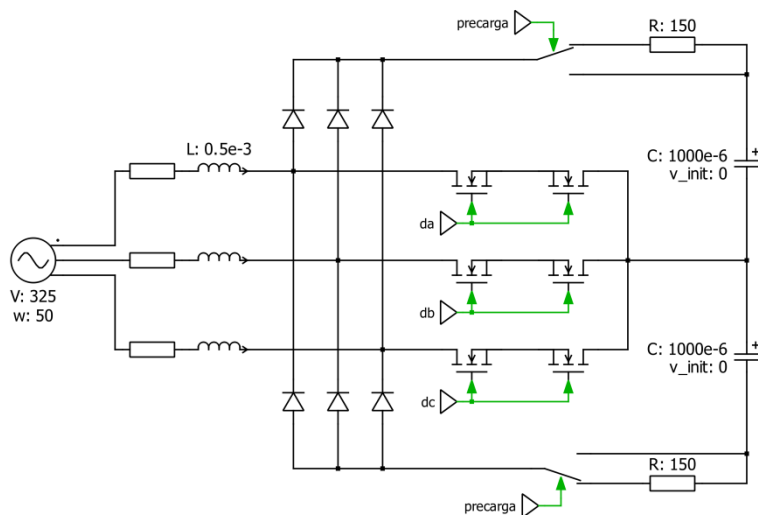 precarga
R: 150
L: 0.5e-3
C: 1000e-6
v_init: 0
da
V: 325
w: 50
db
C: 1000e-6
v_init: 0
dc
R: 150
precarga